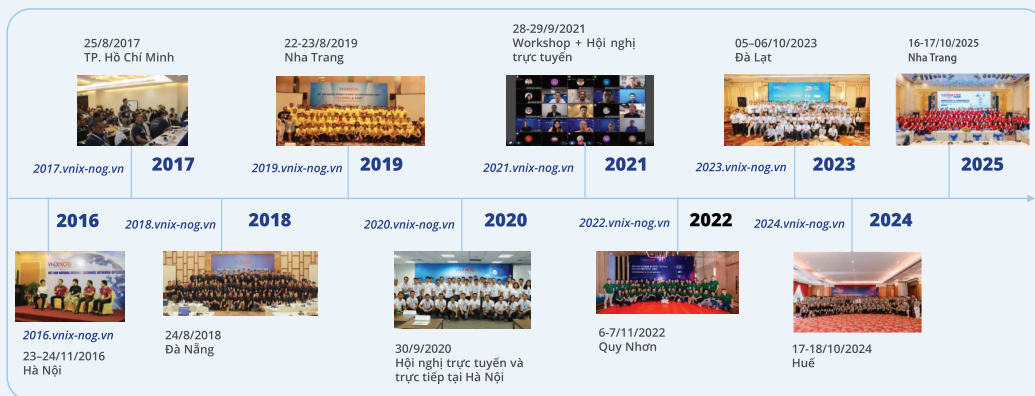 25/8/2017
TP. Hồ Chí Minh
22-23/8/2019
Nha Trang
28-29/9/2021
Workshop + Hội nghị
trực tuyến
05–06/10/2023
Đà Lạt
16-17/10/2025
Nha Trang
2017.vnix-nog.vn
2017
2019.vnix-nog.vn
2019
2021.vnix-nog.vn
2021
2023.vnix-nog.vn
2023
2025
2016
2018.vnix-nog.vn
2018
2020.vnix-nog.vn
2020
2022.vnix-nog.vn
2022
2024.vnix-nog.vn
2024
2016.vnix-nog.vn
23–24/11/2016
Hà Nội
24/8/2018
Đà Nẵng
30/9/2020
Hội nghị trực tuyến và
trực tiếp tại Hà Nội
6-7/11/2022
Quy Nhơn
17-18/10/2024
Huế